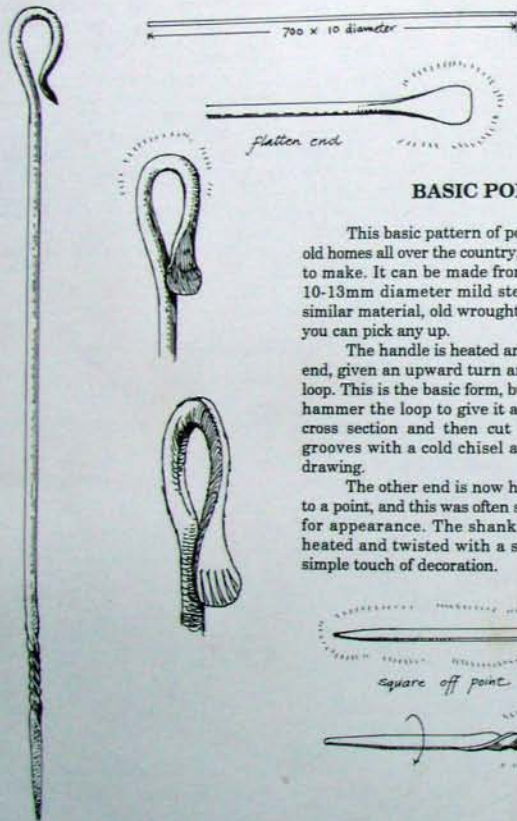 700 x 10 diameter
flatten end
BASIC
This basic pattern of
old homes all over the country
to make. It can be made
10-13mm diameter mild
similar material, old wrought
you can pick any up.
The handle is heated
end, given an upward turn
loop. This is the basic form,
hammer the loop to give it a
cross section and then cut
grooves with a cold chisel
drawing.
The other end is now
to a point, and this was often
for appearance. The shank
heated and twisted with a
simple touch of decoration.
square off point